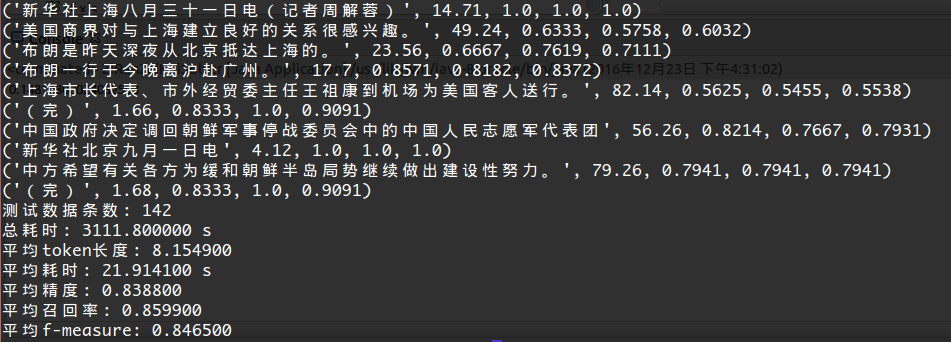 ('新华社上海八月三十一日电（记者周解蓉）', 14.71, 1.0, 1.0, 1.0)
('美国商界对与上海建立良好的关系很感兴趣。', 49.24, 0.6333, 0.5758, 0.6032)
('布朗是昨天深夜从北京抵达上海的。', 23.56, 0.6667, 0.7619, 0.7111)
('布朗一行于今晚离沪赴广州。', 17.7, 0.8571, 0.8182, 0.8372)
('上海市长代表、市外经贸委主任王祖康到机场为美国客人送行。', 82.14, 0.5625, 0.5455, 0.5538)
('（完）', 1.66, 0.8333, 1.0, 0.9091)
('中国政府决定调回朝鲜军事停战委员会中的中国人民志愿军代表团', 56.26, 0.8214, 0.7667, 0.7931)
('新华社北京九月一日电', 4.12, 1.0, 1.0, 1.0)
('中方希望有关各方为缓和朝鲜半岛局势继续做出建设性努力。', 79.26, 0.7941, 0.7941, 0.7941)
('（完）', 1.68, 0.8333, 1.0, 0.9091)
测试数据条数: 142
总耗时: 3111.800000 s
平均token长度: 8.154900
平均耗时: 21.914100 s
平均精度: 0.838800
平均召回率: 0.859900
平均f-measure: 0.846500